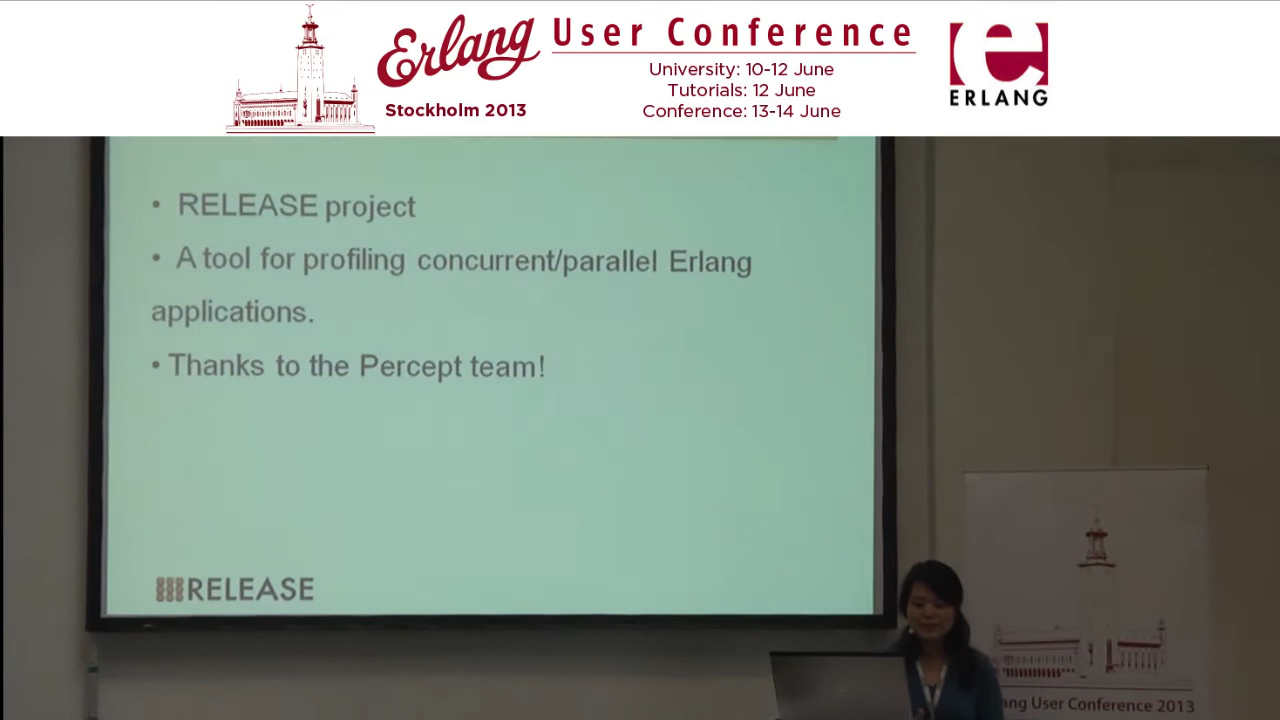 Erlang User Conference
Stockholm 2013
University: 10-12 June
Tutorials: 12 June
Conference: 13-14 June
e
ERLANG
• RELEASE project
• A tool for profiling concurrent/parallel Erlang
applications.
• Thanks to the Percept team!
RELEASE
ang User Conference 2013